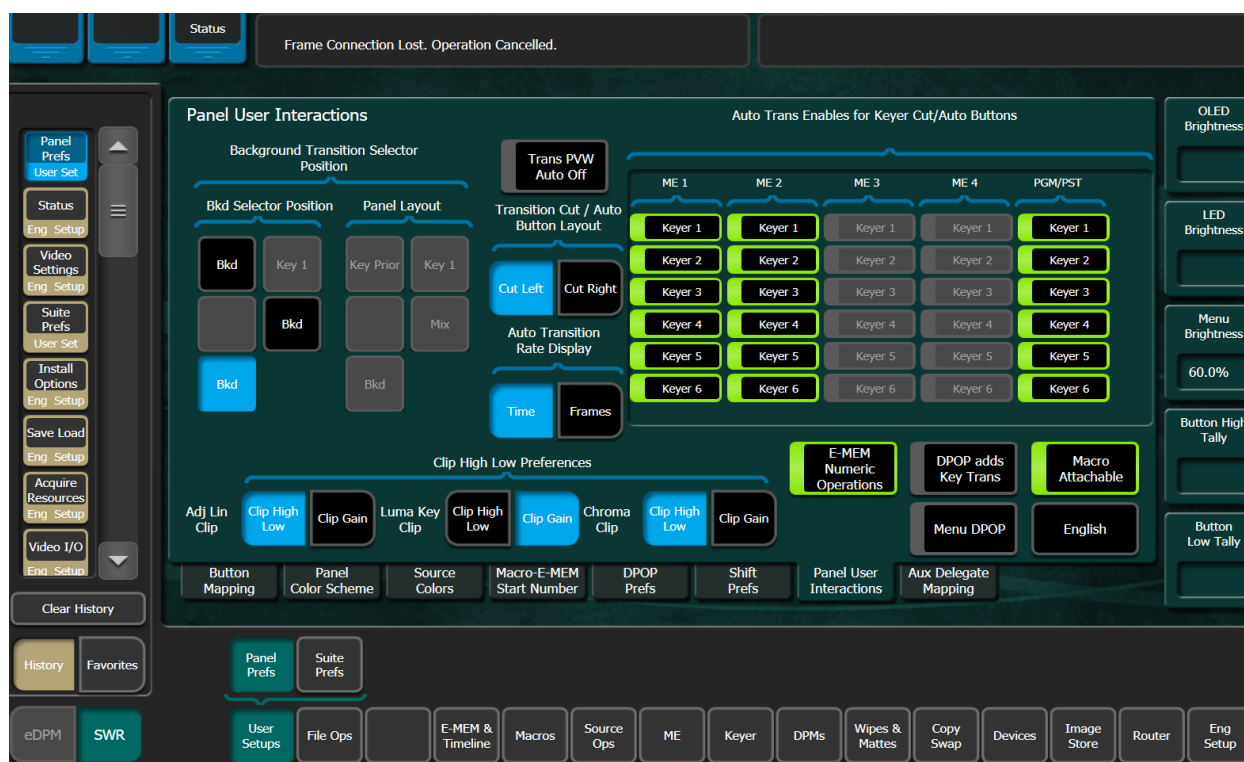 Status
Frame Connection Lost. Operation Cancelled.
Panel
Prefs
User Set
Status
Eng Setup
Video
Settings
Eng Setup
Suite
Prefs
User Set
Install
Options
Eng Setup
Save Load
Eng Setup
Acquire
Resources
Eng Setup
Video I/O
Eng Setup
Clear History
History
Favorites
eDPM
SWR
Panel User Interactions
Background Transition Selector
Position
Bkd Selector Position
Panel Layout
Bkd
Key 1
Key Prior
Key 1
Bkd
Mix
Bkd
Bkd
Trans PVW
Auto Off
Transition Cut / Auto
Button Layout
Cut Left
Cut Right
Auto Transition
Rate Display
Time
Frames
Auto Trans Enables for Keyer Cut/Auto Buttons
ME 1 ME 2 ME 3 ME 4 PGM/PST
Keyer 1 Keyer 1 Keyer 1 Keyer 1 Keyer 1
Keyer 2 Keyer 2 Keyer 2 Keyer 2 Keyer 2
Keyer 3 Keyer 3 Keyer 3 Keyer 3 Keyer 3
Keyer 4 Keyer 4 Keyer 4 Keyer 4 Keyer 4
Keyer 5 Keyer 5 Keyer 5 Keyer 5 Keyer 5
Keyer 6 Keyer 6 Keyer 6 Keyer 6 Keyer 6
Clip High Low Preferences
Adj Lin
Clip
Clip High
Low
Clip Gain
Luma Key
Clip
Clip High
Low
Clip Gain
Chroma
Clip
Clip High
Low
Clip Gain
E-MEM
Numeric
Operations
DPOP adds
Key Trans
Macro
Attachable
Menu DPOP
English
Button
Mapping
Panel
Color Scheme
Source
Colors
Macro-E-MEM
Start Number
DPOP
Prefs
Shift
Prefs
Panel User
Interactions
Aux Delegate
Mapping
OLED
Brightness
LED
Brightness
Menu
Brightness
60.0%
Button High
Tally
Button
Low Tally
Panel
Prefs
Suite
Prefs
User
Setups
File Ops
E-MEM &
Timeline
Macros
Source
Ops
ME
Keyer
DPMs
Wipes &
Mattes
Copy
Swap
Devices
Image
Store
Router
Eng
Setup